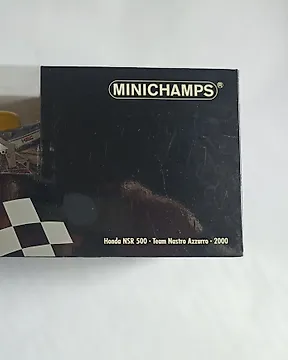 MINICHAMPS®
Honda NSR 500 - Team Nastro Azzurro - 2000